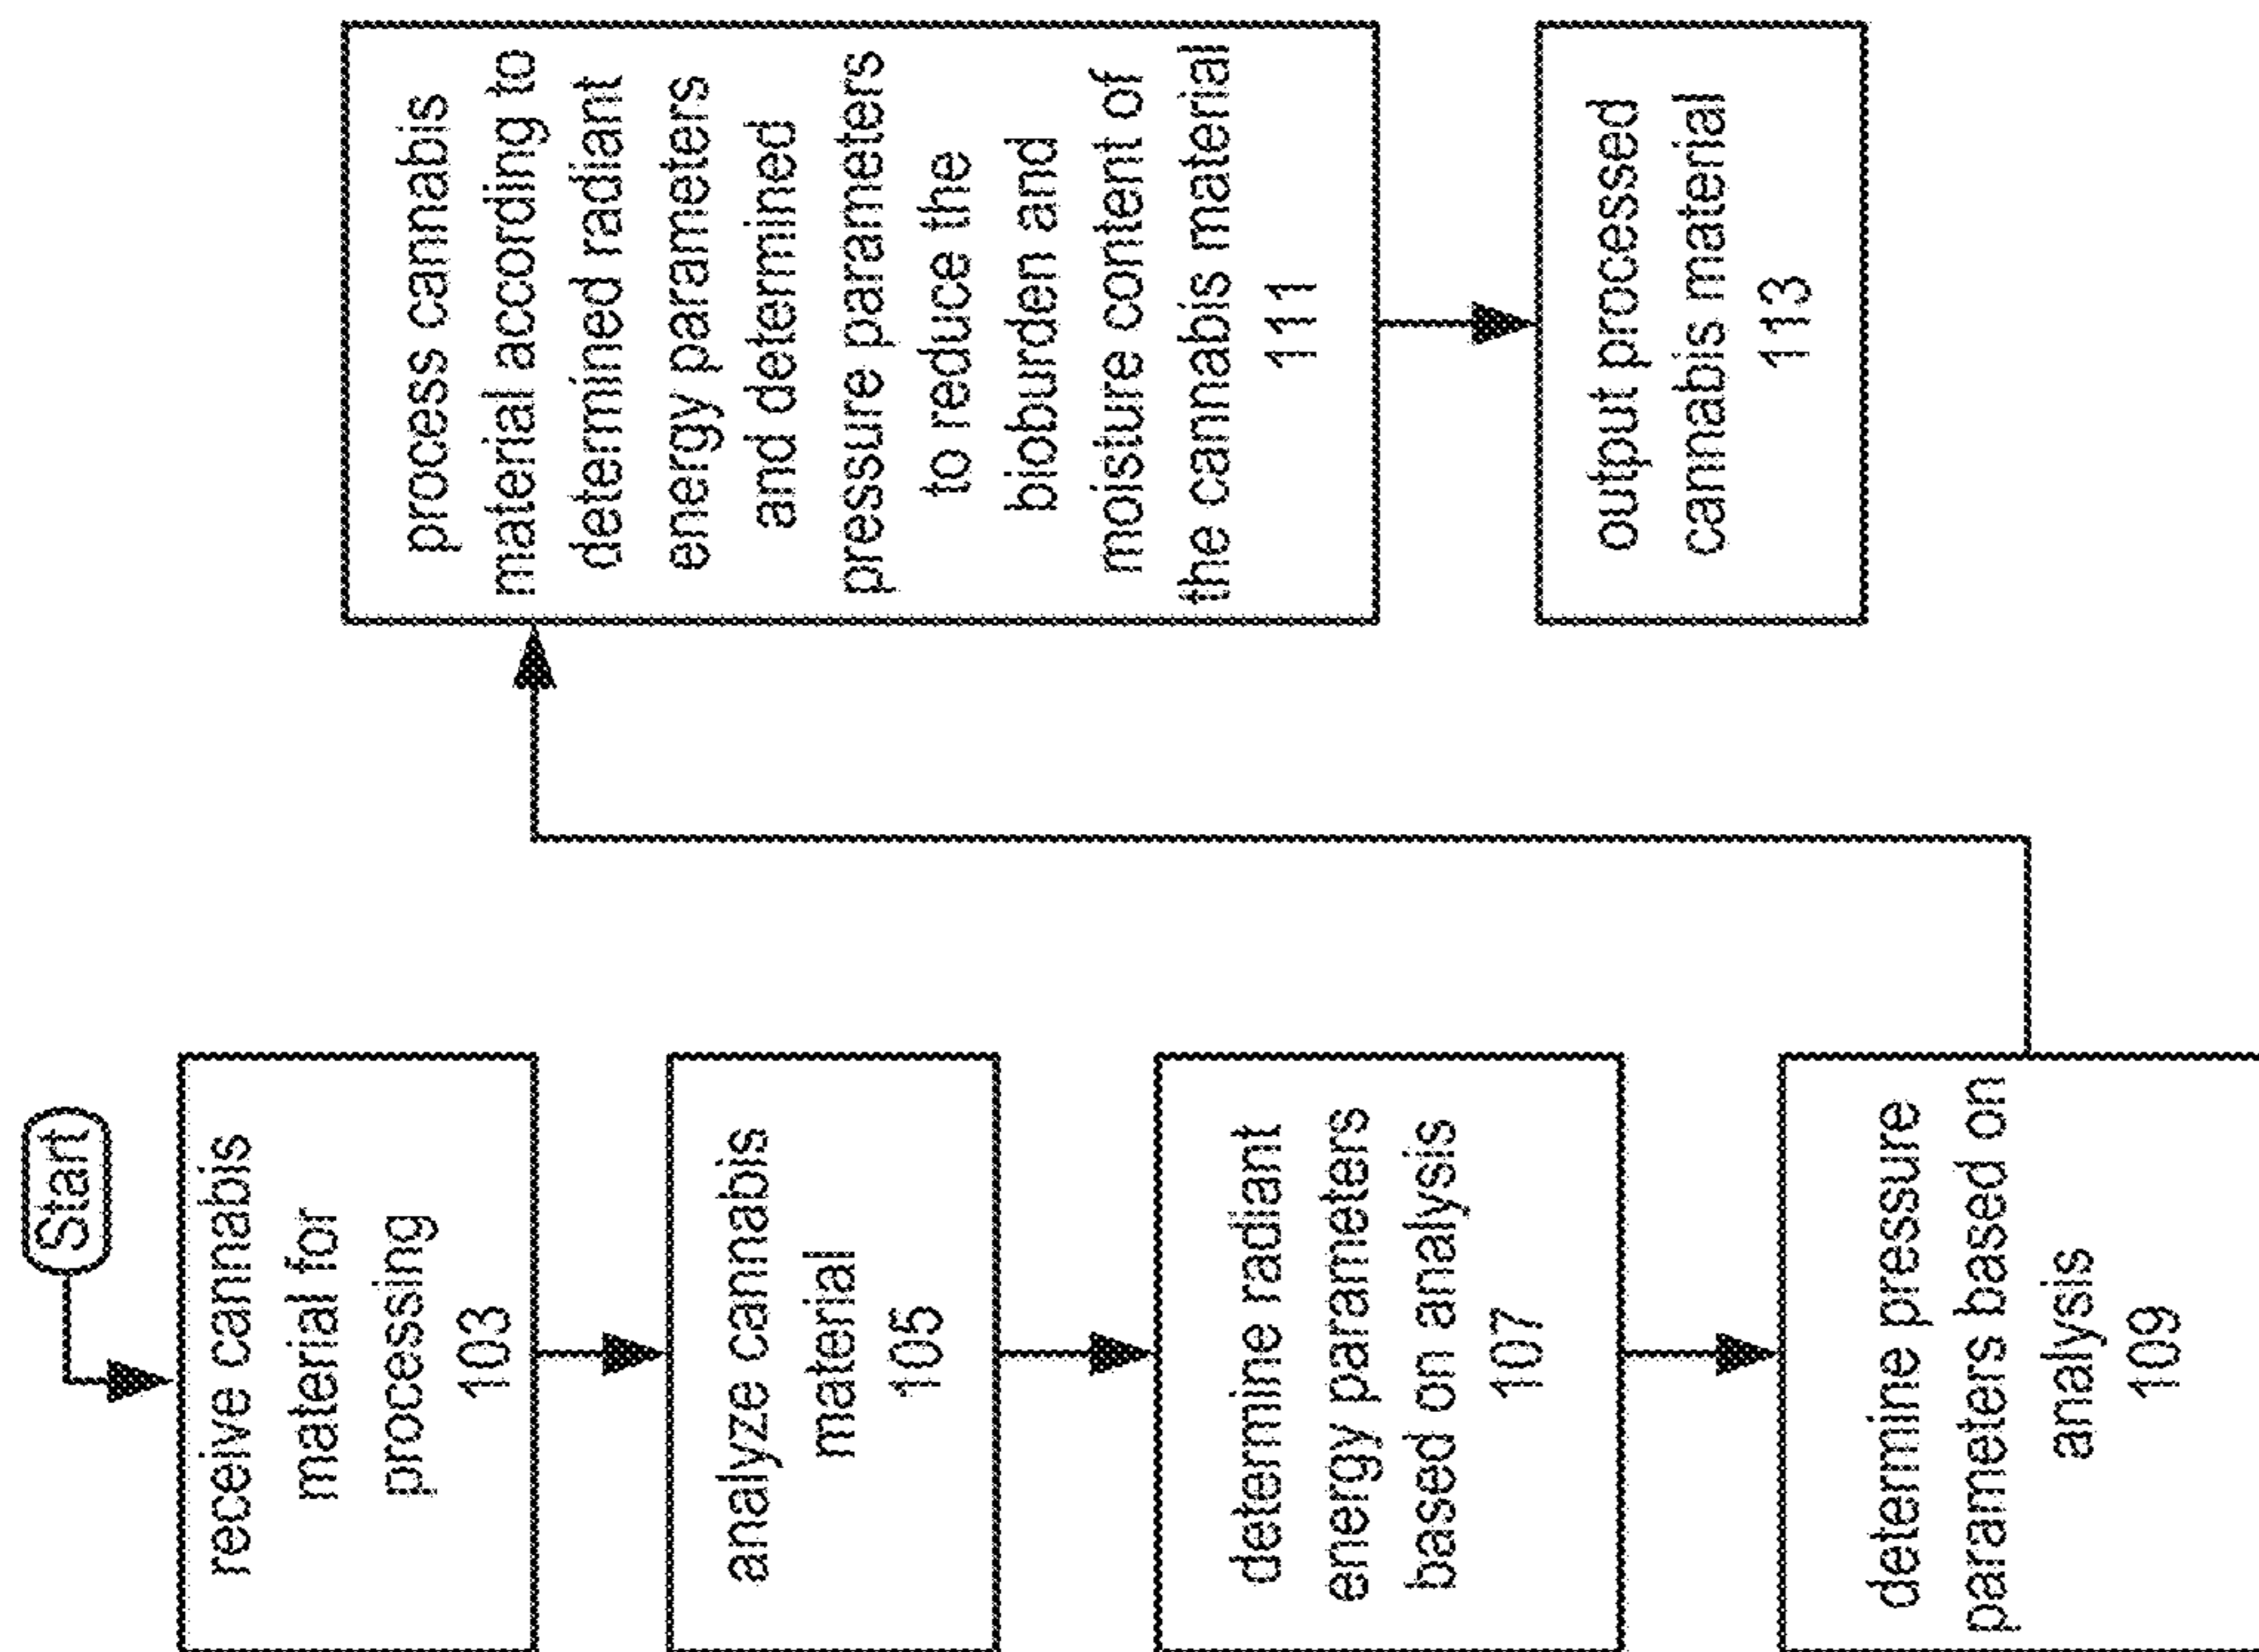 Start
receive cannabis
material for
processing
103
analyze cannabis
material
105
determine radiant
energy parameters
based on analysis
107
determine pressure
parameters based on
analysis
109
process cannabis
material according to
determined radiant
energy parameters
and determined
pressure parameters
to reduce the
bioburden and
moisture content of
the cannabis material
111
output processed
cannabis material
113